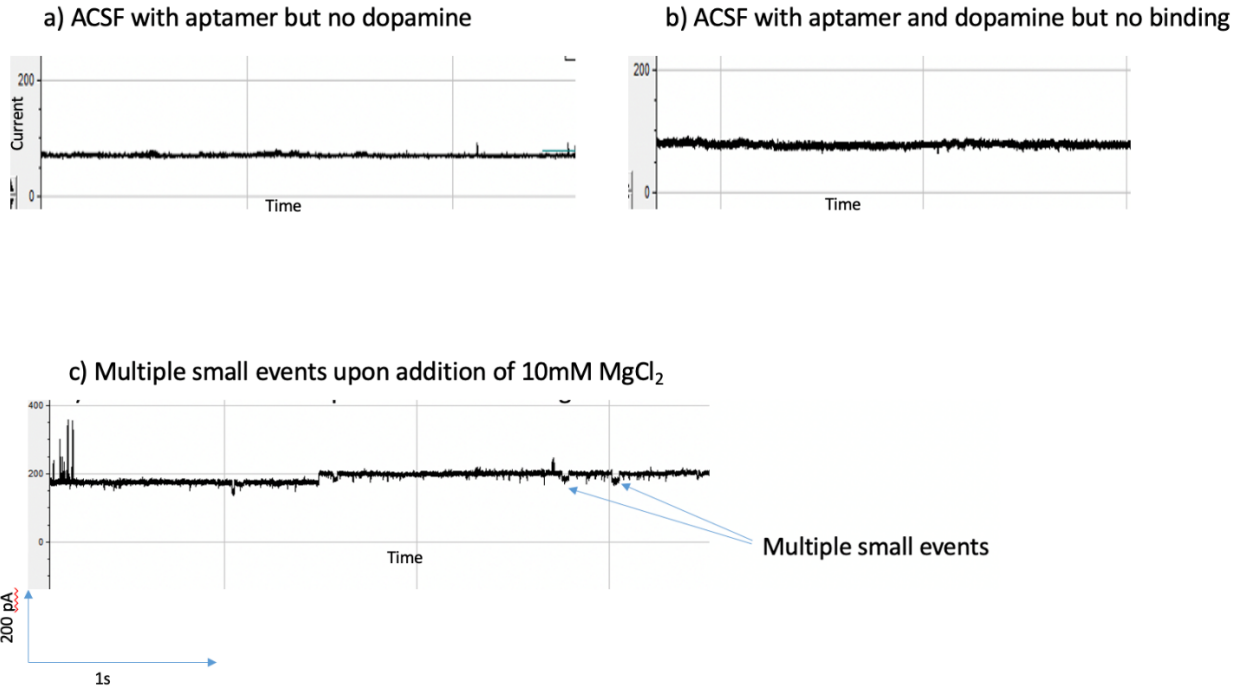 a) ACSF with aptamer but no dopamine
b) ACSF with aptamer and dopamine but no binding
200
Current
0
Time
200
0
Time
c) Multiple small events upon addition of 10mM MgCl₂
400
200
0
Time
Multiple small events
200 pA
1s